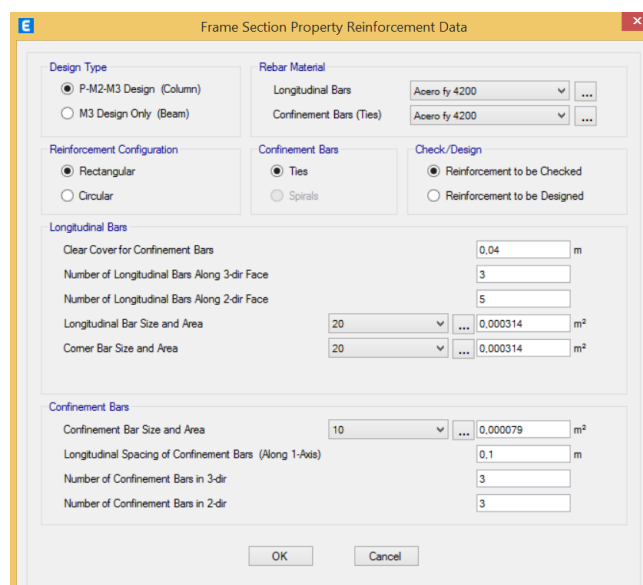 E
Frame Section Property Reinforcement Data
x
Design Type
P-M2-M3 Design (Column)
M3 Design Only (Beam)
Rebar Material
Longitudinal Bars
Acero fy 4200
...
Confinement Bars (Ties)
Acero fy 4200
...
Reinforcement Configuration
Rectangular
Circular
Confinement Bars
Ties
Spirals
Check/Design
Reinforcement to be Checked
Reinforcement to be Designed
Longitudinal Bars
Clear Cover for Confinement Bars 0,04 m
Number of Longitudinal Bars Along 3-dir Face 3
Number of Longitudinal Bars Along 2-dir Face 5
Longitudinal Bar Size and Area 20 ... 0,000314 m²
Corner Bar Size and Area 20 ... 0,000314 m²
Confinement Bars
Confinement Bar Size and Area 10 ... 0,000079 m²
Longitudinal Spacing of Confinement Bars (Along 1-Axis) 0,1 m
Number of Confinement Bars in 3-dir 3
Number of Confinement Bars in 2-dir 3
OK Cancel